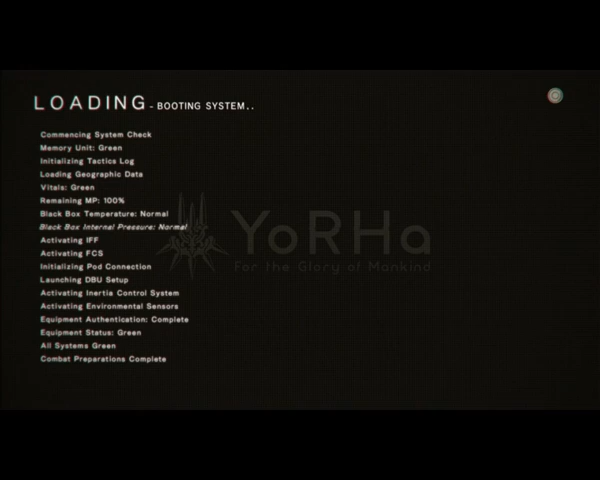 LOADING - BOOTING SYSTEM..
Commencing System Check
Memory Unit: Green
Initializing Tactics Log
Loading Geographic Data
Vitals: Green
Remaining MP: 100%
Black Box Temperature: Normal
Black Box Internal Pressure: Normal
Activating IFF
Activating FCS
Initializing Pod Connection
Launching DBU Setup
Activating Inertia Control System
Activating Environmental Sensors
Equipment Authentication: Complete
Equipment Status: Green
All Systems Green
Combat Preparations Complete
YoRHa
For the Glory of Mankind